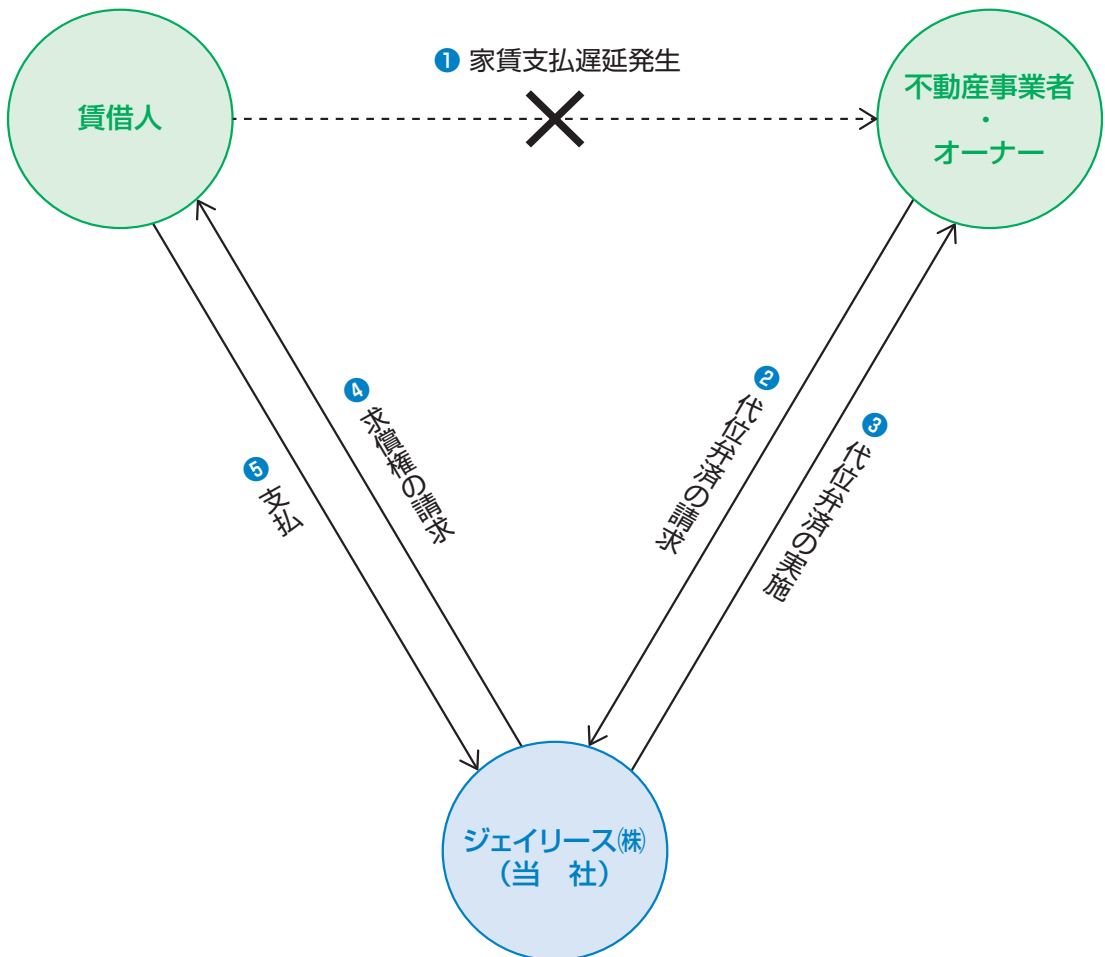 ❶ 家賃支払遅延発生
賃借人
不動産事業者
・
オーナー
❷ 代位弁済の請求
❸ 代位弁済の実施
❹ 求償権の請求
❺ 支払
ジェイリース㈱
（当　社）